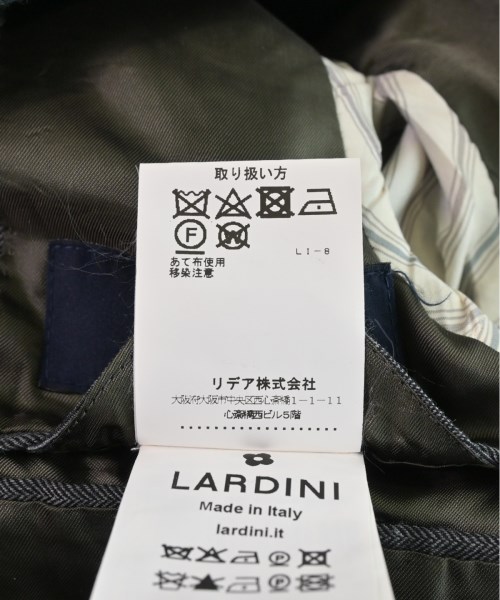 取り扱い方
F W
LI-8
あて布使用
移染注意
リデア株式会社
大阪府大阪市中央区西心斎橋1-1-11
心斎橋西ビル5階
LARDINI
Made in Italy
lardini.it